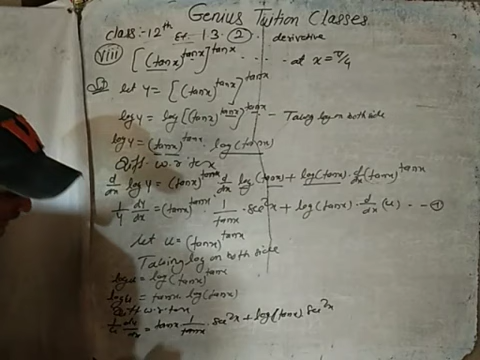 Genius Tuition Classes
class:- 12th Ex 13.2 derivative
(viii) [(tanx)^tanx]^tanx - - - - at x = π/4
Sol let y = [(tanx)^tanx]^tanx
log y = log [(tanx)^tanx]^tanx - Taking log on both side
log y = (tanx)^tanx . log(tanx)
Diff w.r.to x
d/dx log y = (tanx)^tanx d/dx log(tanx) + log(tanx) . d/dx (tanx)^tanx
1/y dy/dx = (tanx)^tanx . 1/tanx . sec²x + log(tanx) . d/dx (u) - - ①
let u = (tanx)^tanx
Taking log on both side
log u = log (tanx)^tanx
log u = tanx . log(tanx)
Diff w.r.to x
1/u du/dx = tanx 1/tanx . sec²x + log(tanx) sec²x